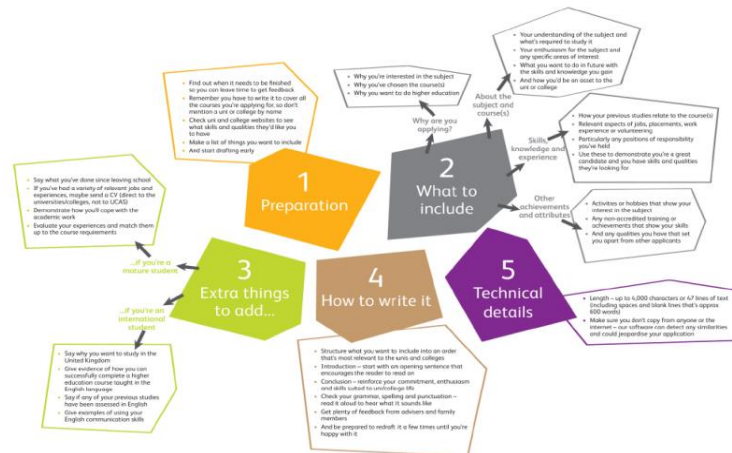 • Find out when it needs to be finished
so you can leave time to get feedback
• Remember you have to write it to cover all
the courses you're applying for, so don't
mention a uni or college by name
• Check uni and college websites to see
what skills and qualities they'd like you
to have
• Make a list of things you want to include
• And start drafting early
1
Preparation
• Why you're interested in the subject
• Why you've chosen the course(s)
• Why you want to do higher education
Why are you
applying?
• Your understanding of the subject and
what's required to study it
• Your enthusiasm for the subject and
any specific areas of interest
• What you want to do in future with
the skills and knowledge you gain
• And how you'd be an asset to the
uni or college
About the
subject and
course(s)
2
What to
include
Skills,
knowledge and
experience
• How your previous studies relate to the course(s)
• Relevant aspects of jobs, placements, work
experience or volunteering
• Particularly any positions of responsibility
you've held
• Use these to demonstrate you're a great
candidate and you have skills and qualities
they're looking for
Other
achievements
and attributes
• Activities or hobbies that show your
interest in the subject
• Any non-accredited training or
achievements that show your skills
• And any qualities you have that set
you apart from other applicants
3
Extra things
to add...
...if you're a
mature student
• Say what you've done since leaving school
• If you've had a variety of relevant jobs and
experiences, maybe send a CV (direct to the
universities/colleges, not to UCAS)
• Demonstrate how you'll cope with the
academic work
• Evaluate your experiences and match them
up to the course requirements
...if you're an
international
student
• Say why you want to study in the
United Kingdom
• Give evidence of how you can
successfully complete a higher
education course taught in the
English language
• Say if any of your previous studies
have been assessed in English
• Give examples of using your
English communication skills
4
How to write it
• Structure what you want to include into an order
that's most relevant to the unis and colleges
• Introduction – start with an opening sentence that
encourages the reader to read on
• Conclusion – reinforce your commitment, enthusiasm
and skills suited to uni/college life
• Check your grammar, spelling and punctuation –
read it aloud to hear what it sounds like
• Get plenty of feedback from advisers and family
members
• And be prepared to redraft it a few times until you're
happy with it
5
Technical
details
• Length – up to 4,000 characters or 47 lines of text
(including spaces and blank lines that's approx
600 words)
• Make sure you don't copy from anyone or the
internet – our software can detect any similarities
and could jeopardise your application